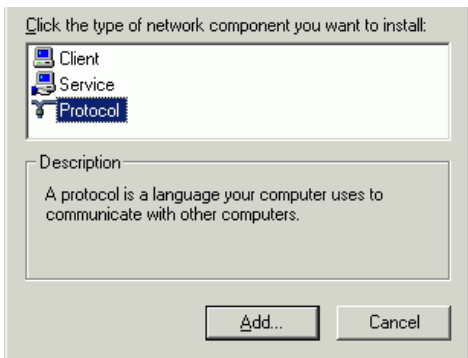 Click the type of network component you want to install:
Client
Service
Protocol
Description
A protocol is a language your computer uses to
communicate with other computers.
Add... Cancel